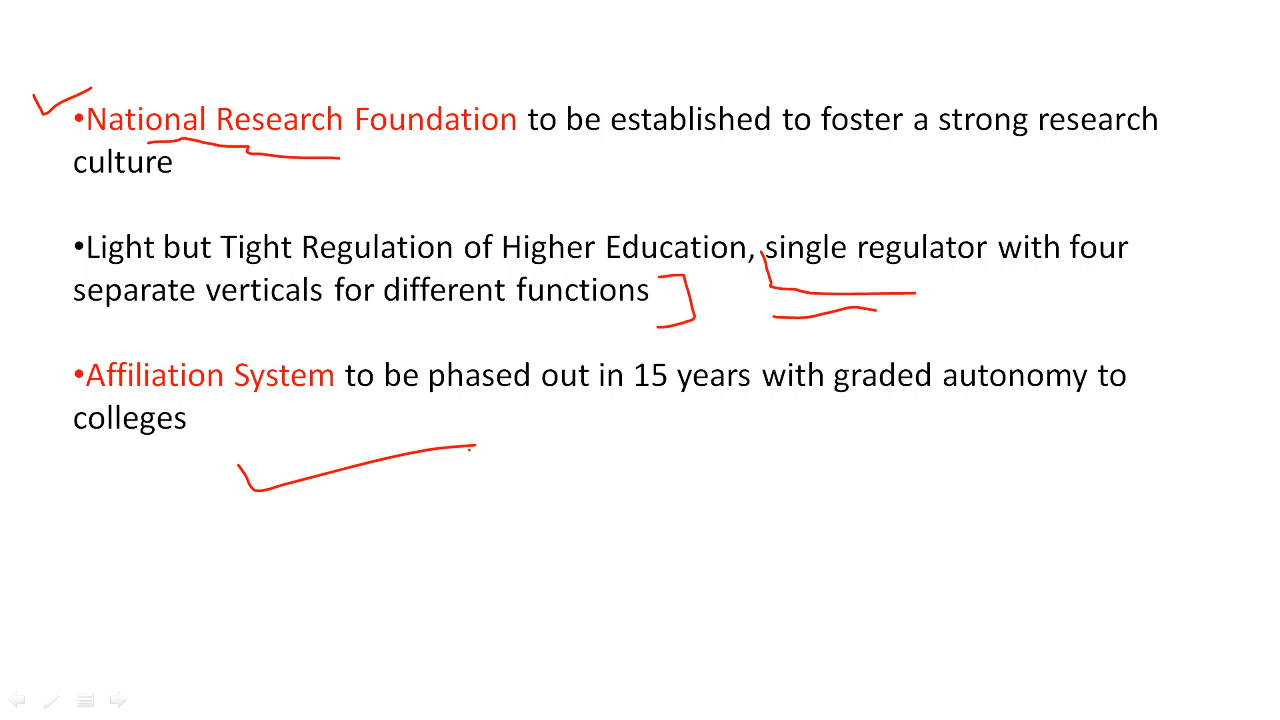 •National Research Foundation to be established to foster a strong research
culture
•Light but Tight Regulation of Higher Education, single regulator with four
separate verticals for different functions
•Affiliation System to be phased out in 15 years with graded autonomy to
colleges